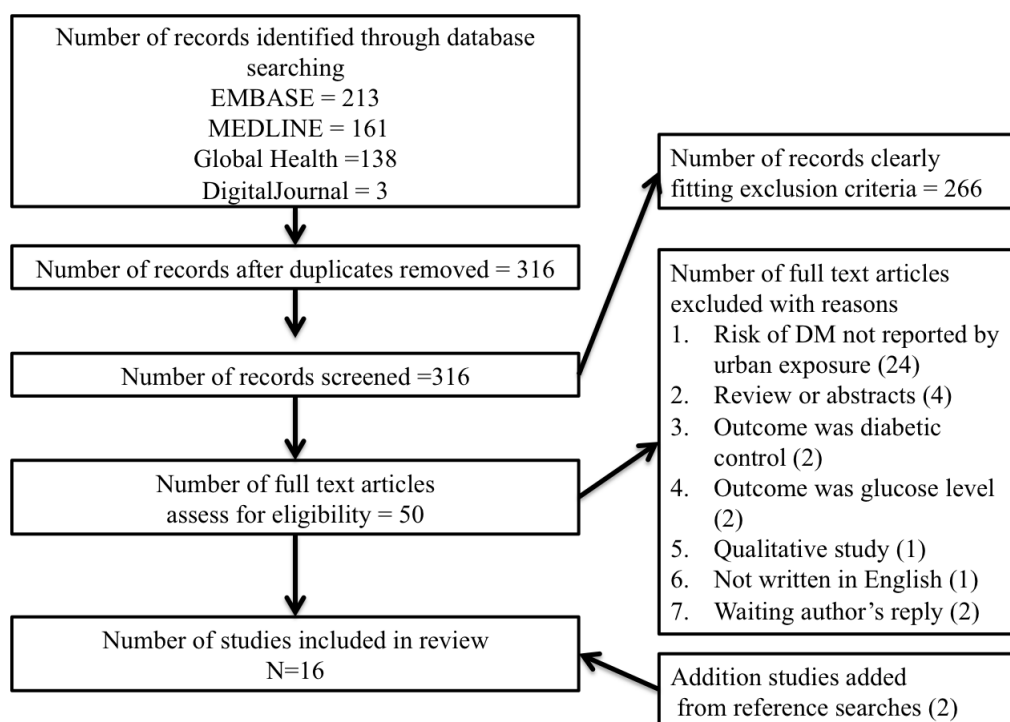 Number of records identified through database
searching
EMBASE = 213
MEDLINE = 161
Global Health =138
DigitalJournal = 3
Number of records after duplicates removed = 316
Number of records screened =316
Number of records clearly
fitting exclusion criteria = 266
Number of full text articles
assess for eligibility = 50
Number of full text articles
excluded with reasons
1. Risk of DM not reported by
urban exposure (24)
2. Review or abstracts (4)
3. Outcome was diabetic
control (2)
4. Outcome was glucose level
(2)
5. Qualitative study (1)
6. Not written in English (1)
7. Waiting author’s reply (2)
Number of studies included in review
N=16
Addition studies added
from reference searches (2)